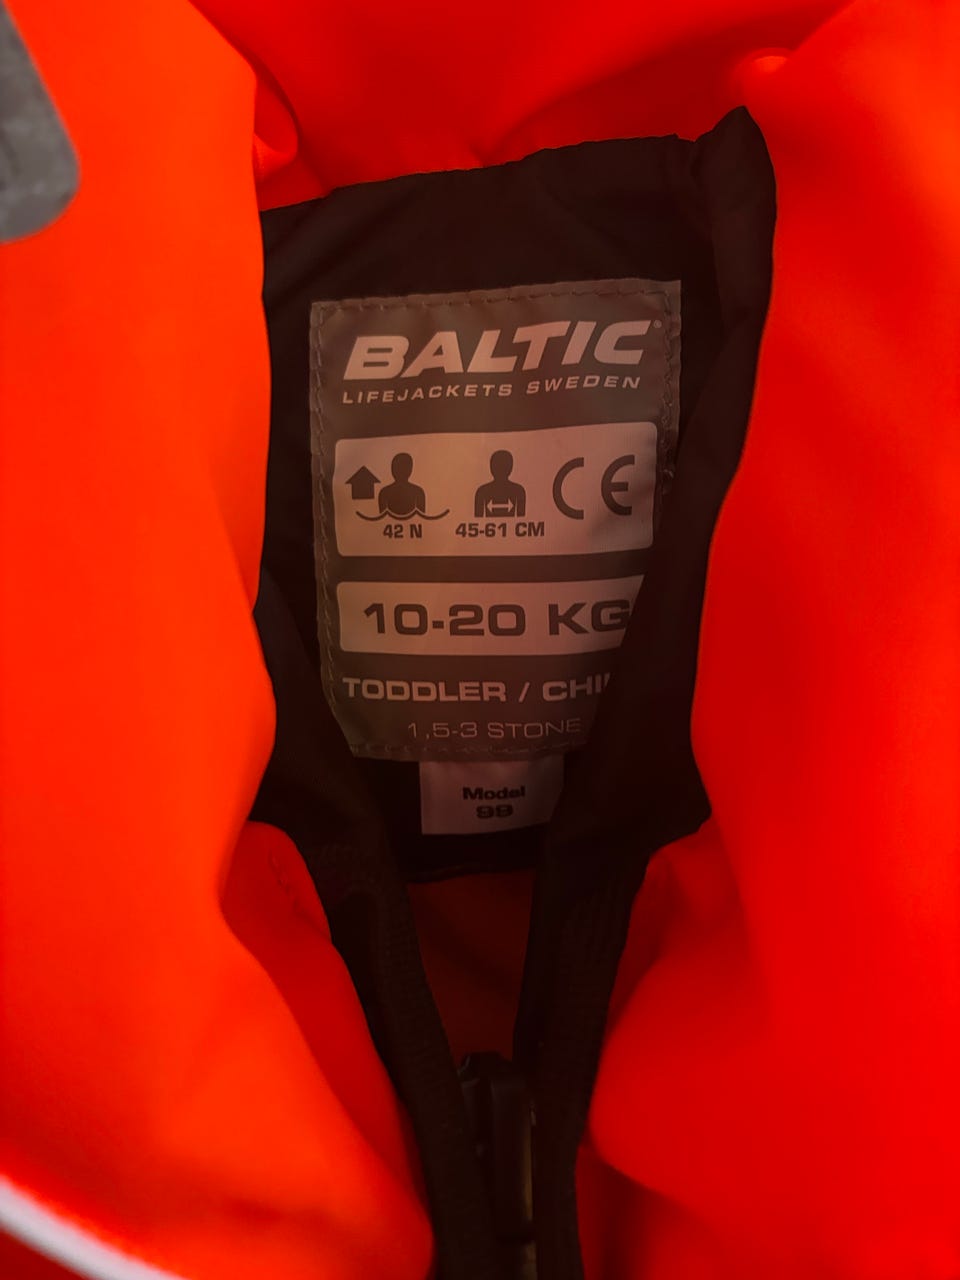 BALTIC®
LIFEJACKETS SWEDEN
42 N
45-61 CM
CE
10-20 KG
TODDLER /
1,5-3 STONE
Model
99